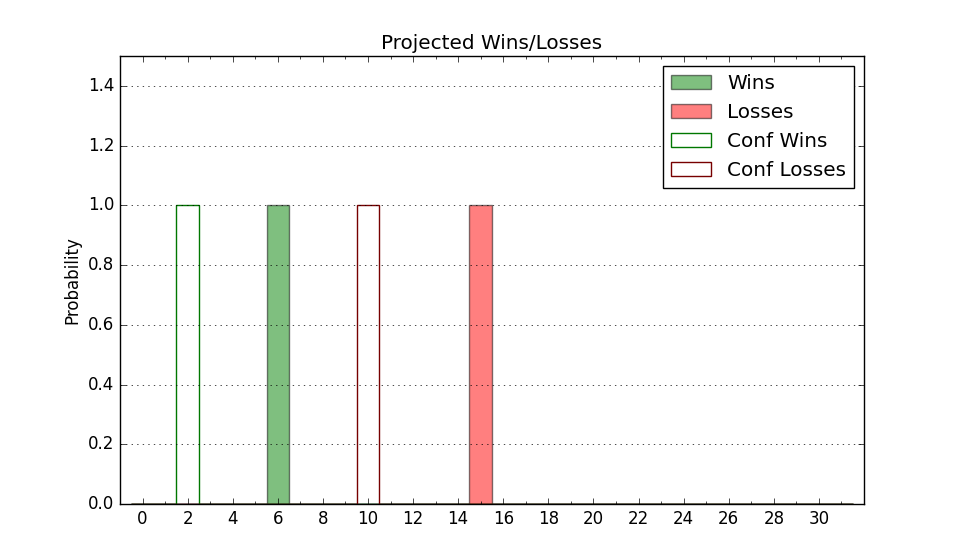 Projected Wins/Losses
Wins
Losses
Conf Wins
Conf Losses
Probability
1.4
1.2
1.0
0.8
0.6
0.4
0.2
0.0
0 2 4 6 8 10 12 14 16 18 20 22 24 26 28 30